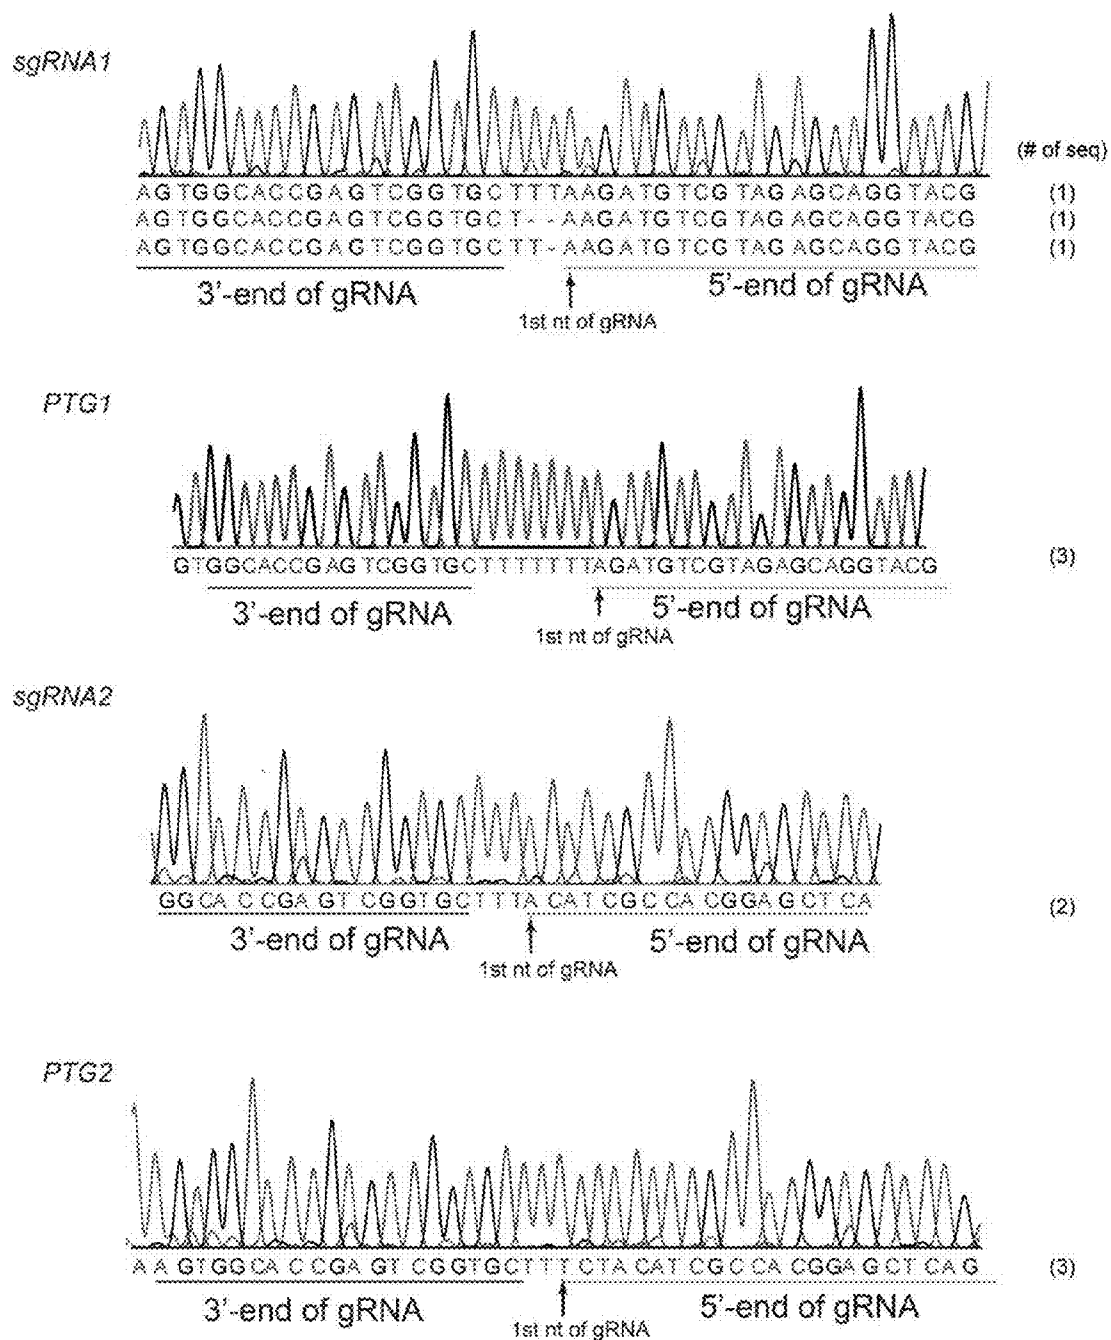 sgRNA1
(# of seq)
AGTGGCACCGAGTCGGTGCTTTAAGATGTCGTAGAGCAGGTACG (1)
AGTGGCACCGAGTCGGTGCT--AAGATGTCGTAGAGCAGGTACG (1)
AGTGGCACCGAGTCGGTGCTT-AAGATGTCGTAGAGCAGGTACG (1)
3'-end of gRNA 5'-end of gRNA
1st nt of gRNA
PTG1
GTGGCACCGAGTCGGTGCTTTTTTTAGATGTCGTAGAGCAGGTACG (3)
3'-end of gRNA 5'-end of gRNA
1st nt of gRNA
sgRNA2
GGCACCGAGTCGGTGCTTTACATCGCCACGGAGCTCA (2)
3'-end of gRNA 5'-end of gRNA
1st nt of gRNA
PTG2
AAGTGGCACCGAGTCGGTGCTTTCTACATCGCCACGGAGCTCAG (3)
3'-end of gRNA 5'-end of gRNA
1st nt of gRNA